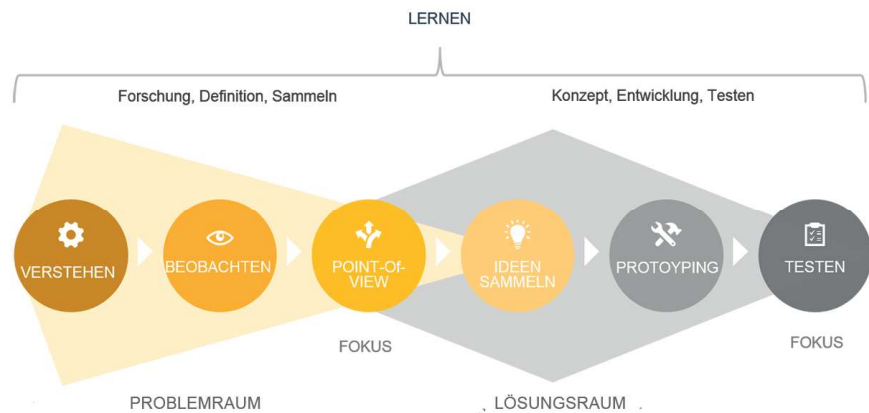 LERNEN
Forschung, Definition, Sammeln
Konzept, Entwicklung, Testen
VERSTEHEN
BEOBACHTEN
POINT-Of-
VIEW
IDEEN
SAMMELN
PROTOYPING
TESTEN
FOKUS
FOKUS
PROBLEMRAUM
LÖSUNGSRAUM